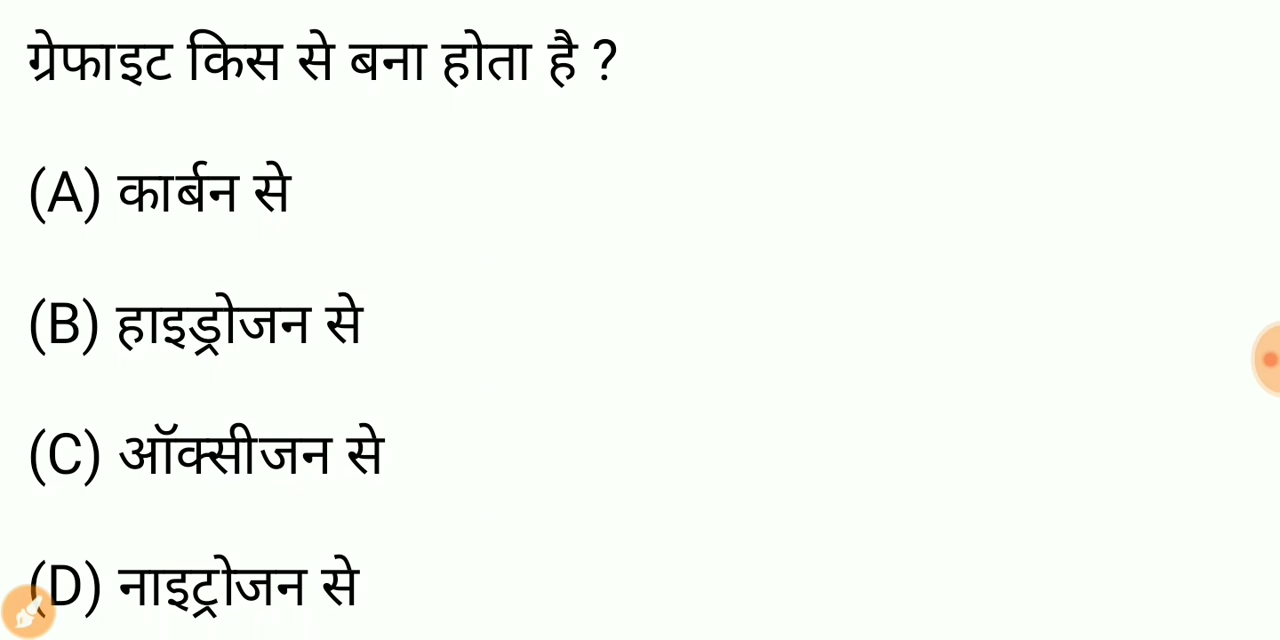 ग्रेफाइट किस से बना होता है ?
(A) कार्बन से
(B) हाइड्रोजन से
(C) ऑक्सीजन से
(D) नाइट्रोजन से